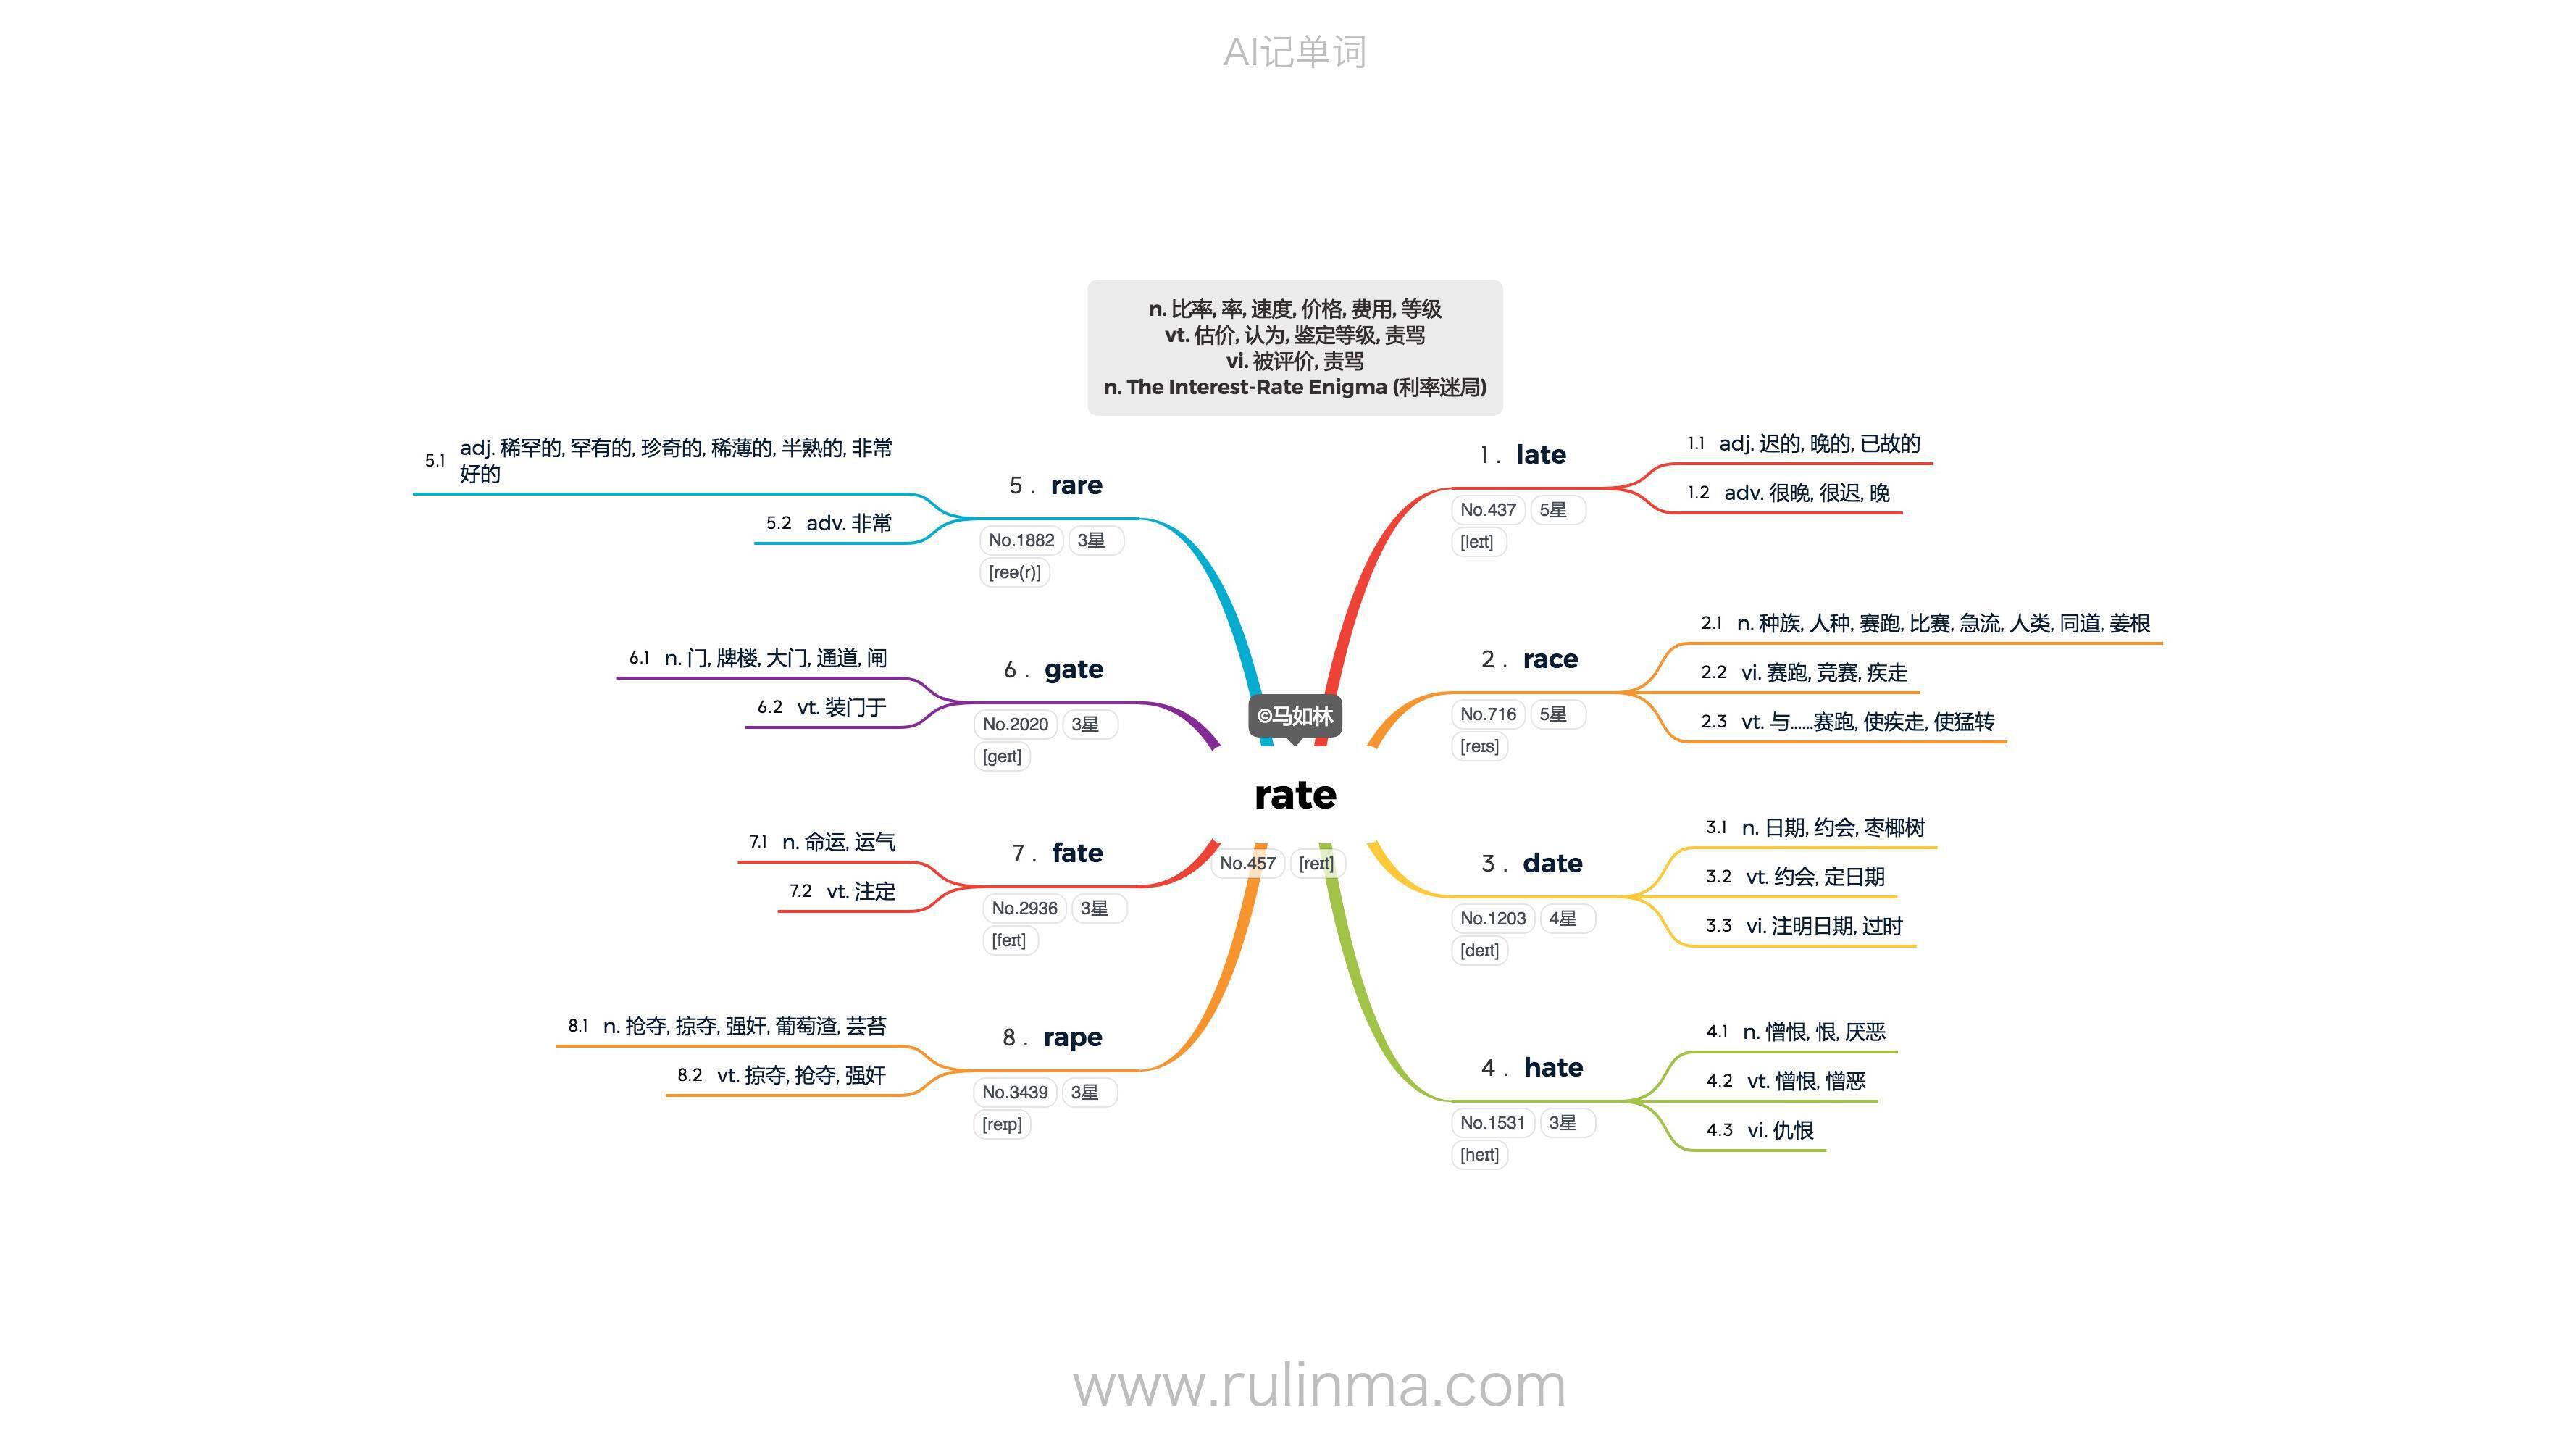 AI记单词
n. 比率, 率, 速度, 价格, 费用, 等级
vt. 估价, 认为, 鉴定等级, 责骂
vi. 被评价, 责骂
n. The Interest-Rate Enigma (利率迷局)
©马如林
rate
No.457 [reɪt]
1 . late
No.437 5星
[leɪt]
1.1 adj. 迟的, 晚的, 已故的
1.2 adv. 很晚, 很迟, 晚
2 . race
No.716 5星
[reɪs]
2.1 n. 种族, 人种, 赛跑, 比赛, 急流, 人类, 同道, 姜根
2.2 vi. 赛跑, 竞赛, 疾走
2.3 vt. 与......赛跑, 使疾走, 使猛转
3 . date
No.1203 4星
[deɪt]
3.1 n. 日期, 约会, 枣椰树
3.2 vt. 约会, 定日期
3.3 vi. 注明日期, 过时
4 . hate
No.1531 3星
[heɪt]
4.1 n. 憎恨, 恨, 厌恶
4.2 vt. 憎恨, 憎恶
4.3 vi. 仇恨
5 . rare
No.1882 3星
[reə(r)]
5.1 adj. 稀罕的, 罕有的, 珍奇的, 稀薄的, 半熟的, 非常
好的
5.2 adv. 非常
6 . gate
No.2020 3星
[geɪt]
6.1 n. 门, 牌楼, 大门, 通道, 闸
6.2 vt. 装门于
7 . fate
No.2936 3星
[feɪt]
7.1 n. 命运, 运气
7.2 vt. 注定
8 . rape
No.3439 3星
[reɪp]
8.1 n. 抢夺, 掠夺, 强奸, 葡萄渣, 芸苔
8.2 vt. 掠夺, 抢夺, 强奸
www.rulinma.com